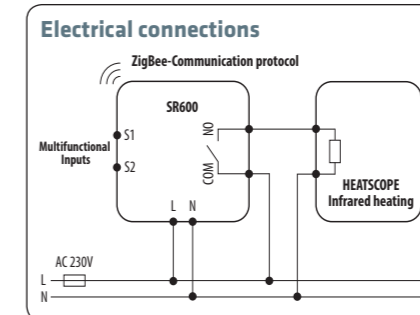 Electrical connections
ZigBee-Communication protocol
SR600
Multifunctional
Inputs
S1
S2
NO
COM
L N
HEATSCOPE
Infrared heating
AC 230V
L
N